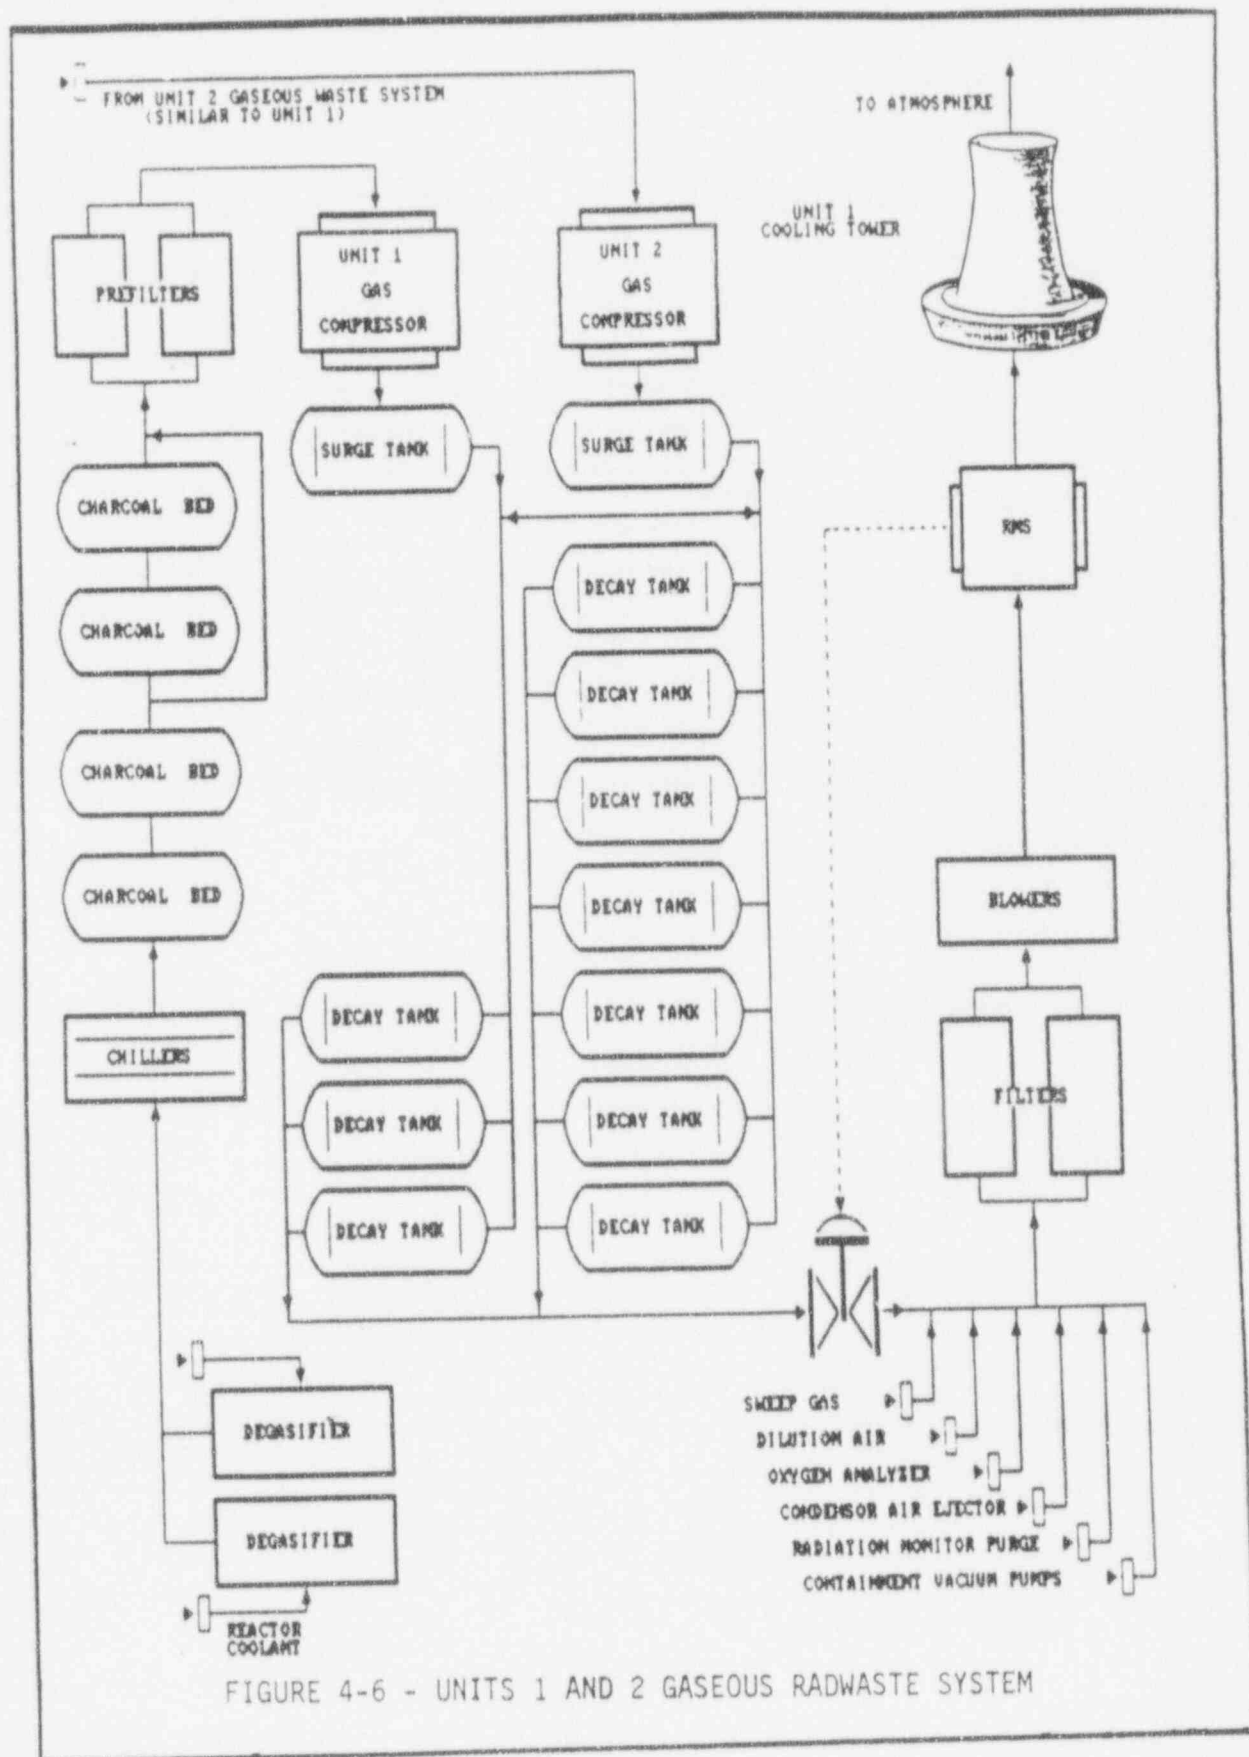 FROM UNIT 2 GASEOUS WASTE SYSTEM
(SIMILAR TO UNIT 1)
TO ATMOSPHERE
UNIT 1
COOLING TOWER
PREFILTERS
UNIT 1
GAS
COMPRESSOR
UNIT 2
GAS
COMPRESSOR
SURGE TANK
SURGE TANK
CHARCOAL BED
CHARCOAL BED
CHARCOAL BED
CHARCOAL BED
RMS
DECAY TANK
DECAY TANK
DECAY TANK
DECAY TANK
DECAY TANK
DECAY TANK
DECAY TANK
DECAY TANK
DECAY TANK
DECAY TANK
BLOWERS
CHILLERS
FILTERS
DEGASIFIER
DEGASIFIER
REACTOR
COOLANT
SWEEP GAS
DILUTION AIR
OXYGEN ANALYZER
CONDENSOR AIR EJECTOR
RADIATION MONITOR PURGE
CONTAINMENT VACUUM PUMPS
FIGURE 4-6 - UNITS 1 AND 2 GASEOUS RADWASTE SYSTEM